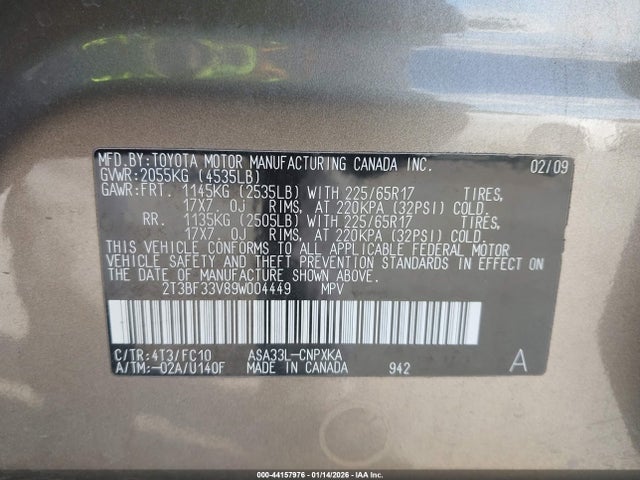 MFD.BY:TOYOTA MOTOR MANUFACTURING CANADA INC. 02/09
GVWR:2055KG (4535LB)
GAWR:FRT. 1145KG (2535LB) WITH 225/65R17 TIRES,
17X7.0J RIMS, AT 220KPA (32PSI) COLD.
RR. 1135KG (2505LB) WITH 225/65R17 TIRES,
17X7.0J RIMS, AT 220KPA (32PSI) COLD.
THIS VEHICLE CONFORMS TO ALL APPLICABLE FEDERAL MOTOR
VEHICLE SAFETY AND THEFT PREVENTION STANDARDS IN EFFECT ON
THE DATE OF MANUFACTURE SHOWN ABOVE.
2T3BF33V89W004449 MPV
C/TR:4T3/FC10 ASA33L-CNPXKA
A/TM:-02A/U140F MADE IN CANADA 942 A
000-44157976 - 01/14/2026 - IAAI, INC.